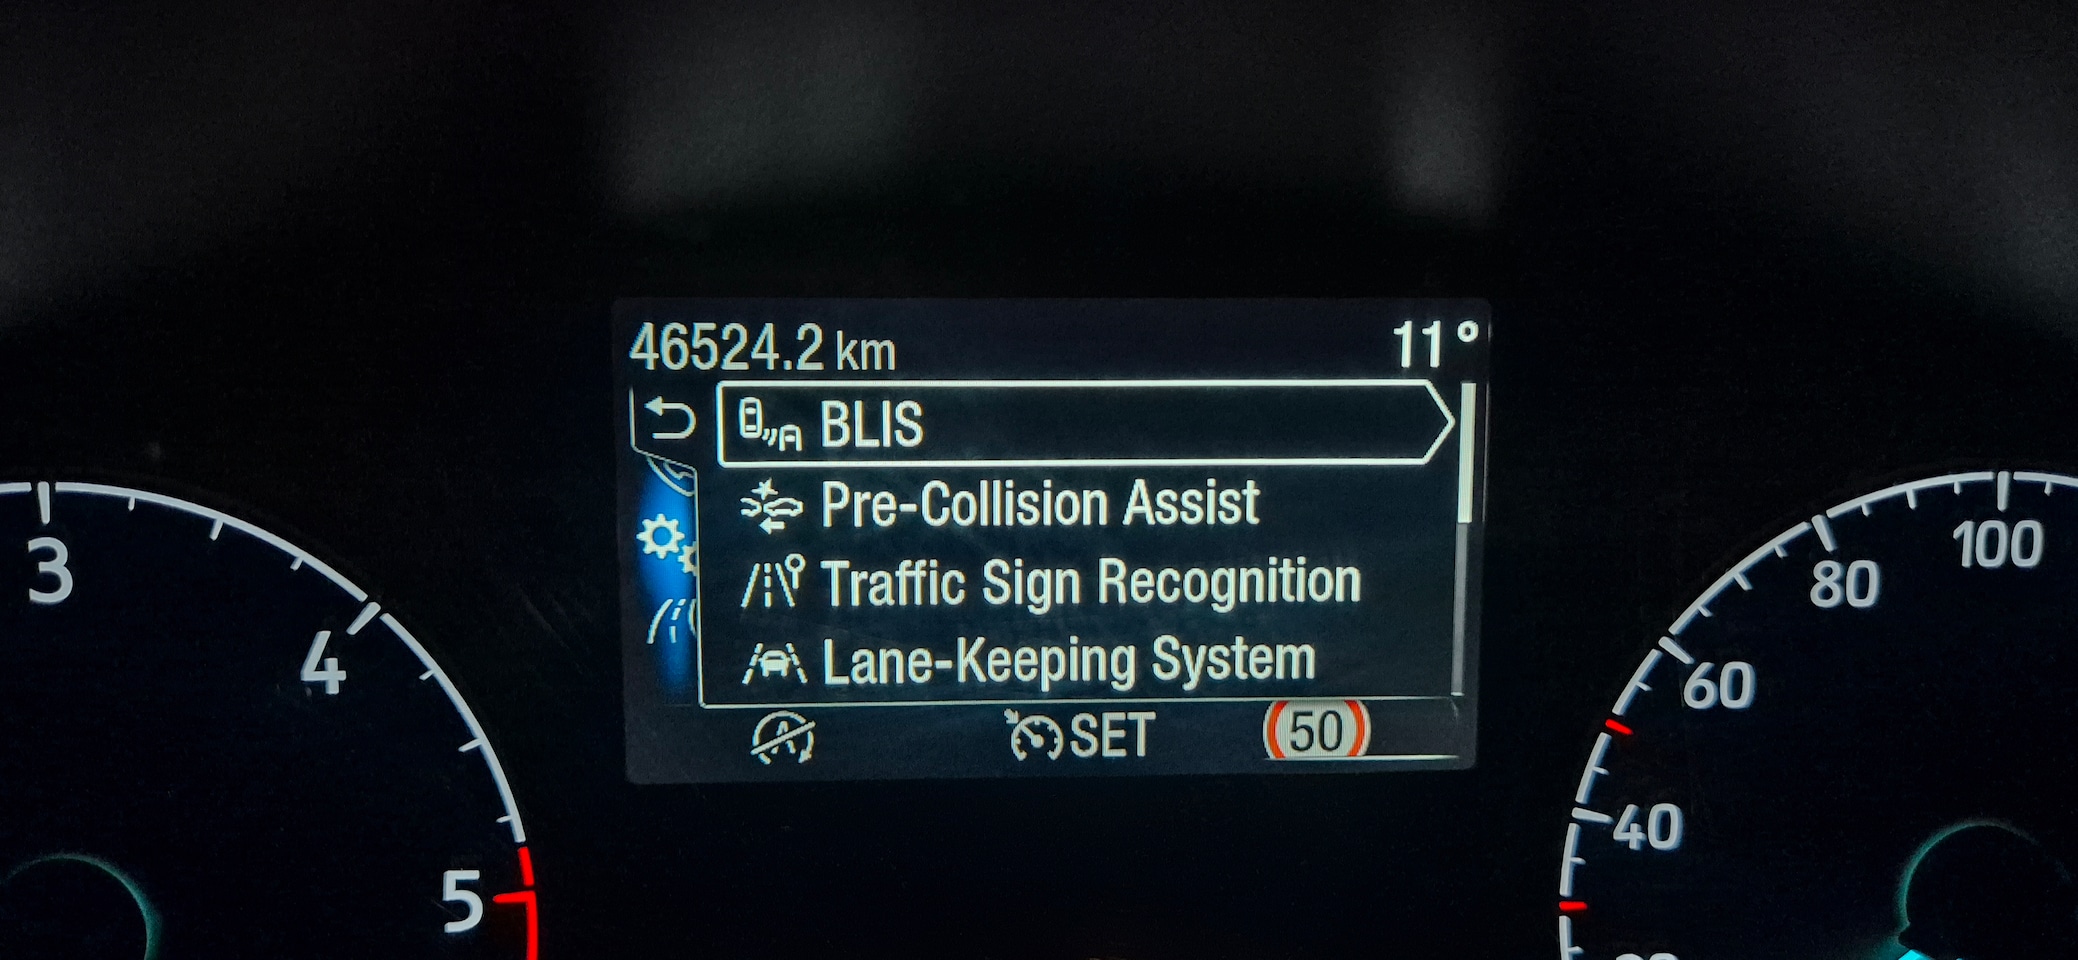 46524.2 km 11°
BLIS
Pre-Collision Assist
Traffic Sign Recognition
Lane-Keeping System
A SET 50
3
4
5
100
80
60
40